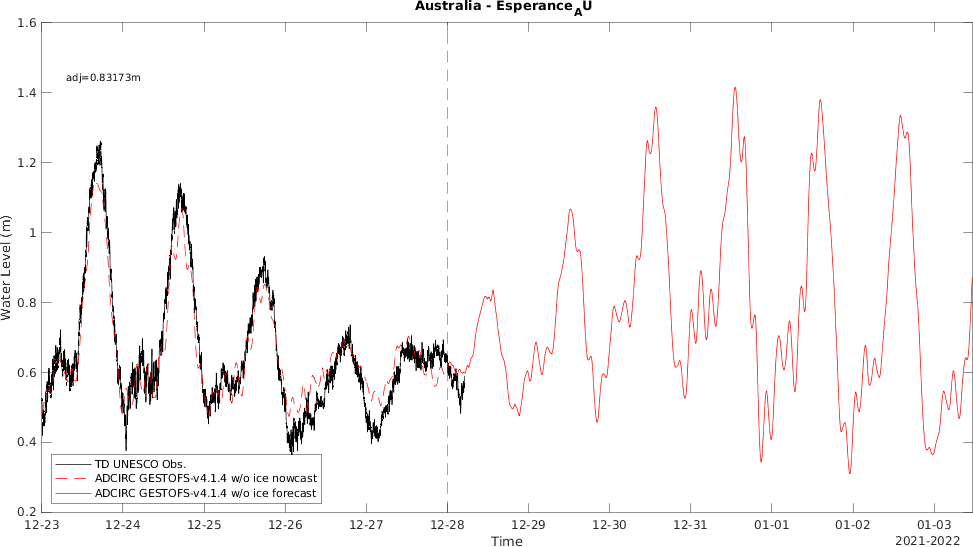 Australia - Esperance_AU
1.6
adj=0.83173m
1.4
1.2
1
0.8
0.6
0.4
0.2
Water Level (m)
TD UNESCO Obs.
ADCIRC GESTOFS-v4.1.4 w/o ice nowcast
ADCIRC GESTOFS-v4.1.4 w/o ice forecast
12-23 12-24 12-25 12-26 12-27 12-28 12-29 12-30 12-31 01-01 01-02 01-03
Time
2021-2022